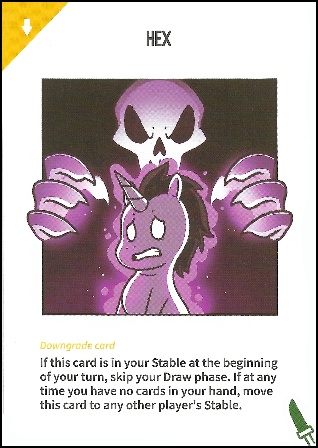 HEX
Downgrade card
If this card is in your Stable at the beginning
of your turn, skip your Draw phase. If at any
time you have no cards in your hand, move
this card to any other player's Stable.